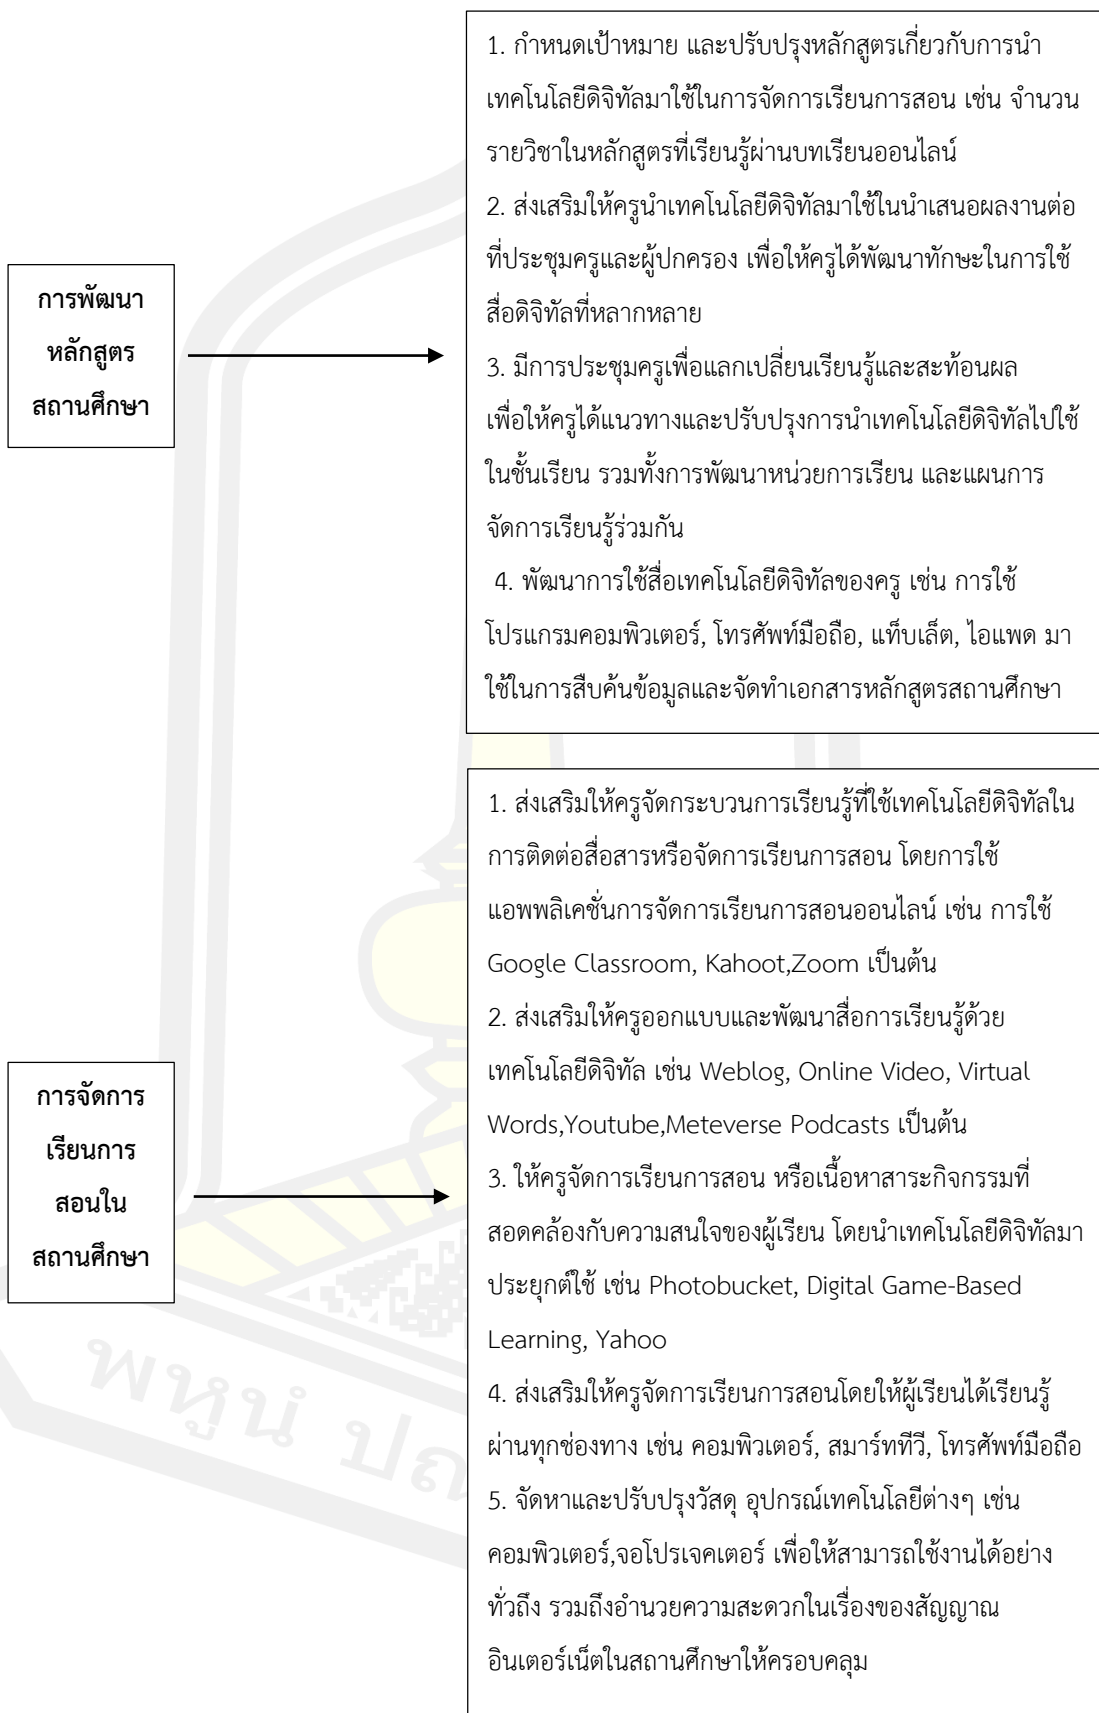 การพัฒนา
หลักสูตร
สถานศึกษา
1. กำหนดเป้าหมาย และปรับปรุงหลักสูตรเกี่ยวกับการนำ
เทคโนโลยีดิจิทัลมาใช้ในการจัดการเรียนการสอน เช่น จำนวน
รายวิชาในหลักสูตรที่เรียนรู้ผ่านบทเรียนออนไลน์
2. ส่งเสริมให้ครูนำเทคโนโลยีดิจิทัลมาใช้ในนำเสนอผลงานต่อ
ที่ประชุมครูและผู้ปกครอง เพื่อให้ครูได้พัฒนาทักษะในการใช้
สื่อดิจิทัลที่หลากหลาย
3. มีการประชุมครูเพื่อแลกเปลี่ยนเรียนรู้และสะท้อนผล
เพื่อให้ครูได้แนวทางและปรับปรุงการนำเทคโนโลยีดิจิทัลไปใช้
ในชั้นเรียน รวมทั้งการพัฒนาหน่วยการเรียน และแผนการ
จัดการเรียนรู้ร่วมกัน
4. พัฒนาการใช้สื่อเทคโนโลยีดิจิทัลของครู เช่น การใช้
โปรแกรมคอมพิวเตอร์, โทรศัพท์มือถือ, แท็บเล็ต, ไอแพด มา
ใช้ในการสืบค้นข้อมูลและจัดทำเอกสารหลักสูตรสถานศึกษา
การจัดการ
เรียนการ
สอนใน
สถานศึกษา
1. ส่งเสริมให้ครูจัดกระบวนการเรียนรู้ที่ใช้เทคโนโลยีดิจิทัลใน
การติดต่อสื่อสารหรือจัดการเรียนการสอน โดยการใช้
แอพพลิเคชั่นการจัดการเรียนการสอนออนไลน์ เช่น การใช้
Google Classroom, Kahoot,Zoom เป็นต้น
2. ส่งเสริมให้ครูออกแบบและพัฒนาสื่อการเรียนรู้ด้วย
เทคโนโลยีดิจิทัล เช่น Weblog, Online Video, Virtual
Words,Youtube,Meteverse Podcasts เป็นต้น
3. ให้ครูจัดการเรียนการสอน หรือเนื้อหาสาระกิจกรรมที่
สอดคล้องกับความสนใจของผู้เรียน โดยนำเทคโนโลยีดิจิทัลมา
ประยุกต์ใช้ เช่น Photobucket, Digital Game-Based
Learning, Yahoo
4. ส่งเสริมให้ครูจัดการเรียนการสอนโดยให้ผู้เรียนได้เรียนรู้
ผ่านทุกช่องทาง เช่น คอมพิวเตอร์, สมาร์ททีวี, โทรศัพท์มือถือ
5. จัดหาและปรับปรุงวัสดุ อุปกรณ์เทคโนโลยีต่างๆ เช่น
คอมพิวเตอร์,จอโปรเจคเตอร์ เพื่อให้สามารถใช้งานได้อย่าง
ทั่วถึง รวมถึงอำนวยความสะดวกในเรื่องของสัญญาณ
อินเตอร์เน็ตในสถานศึกษาให้ครอบคลุม
พหูนํ